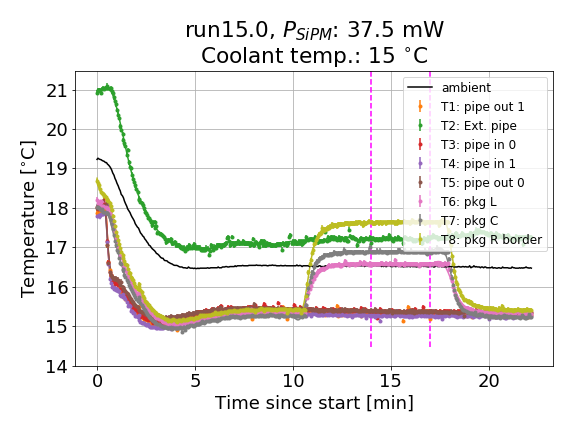 run15.0, P_SiPM: 37.5 mW
Coolant temp.: 15 °C
Temperature [°C]
21
20
19
18
17
16
15
14
0
5
10
15
20
Time since start [min]
ambient
T1: pipe out 1
T2: Ext. pipe
T3: pipe in 0
T4: pipe in 1
T5: pipe out 0
T6: pkg L
T7: pkg C
T8: pkg R border